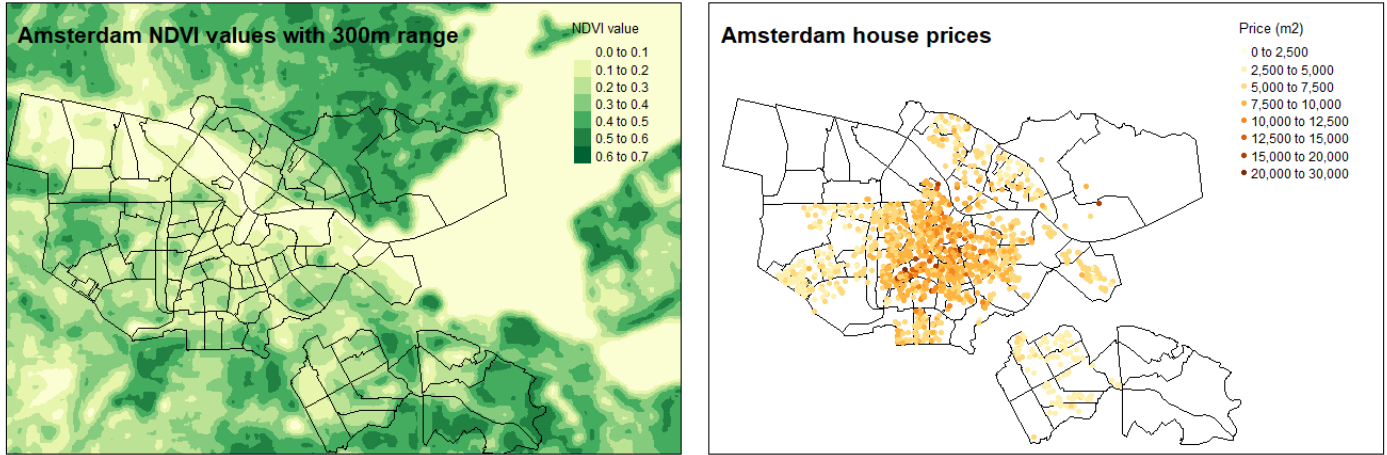 Amsterdam NDVI values with 300m range
NDVI value
0.0 to 0.1
0.1 to 0.2
0.2 to 0.3
0.3 to 0.4
0.4 to 0.5
0.5 to 0.6
0.6 to 0.7
Amsterdam house prices
Price (m2)
0 to 2,500
2,500 to 5,000
5,000 to 7,500
7,500 to 10,000
10,000 to 12,500
12,500 to 15,000
15,000 to 20,000
20,000 to 30,000